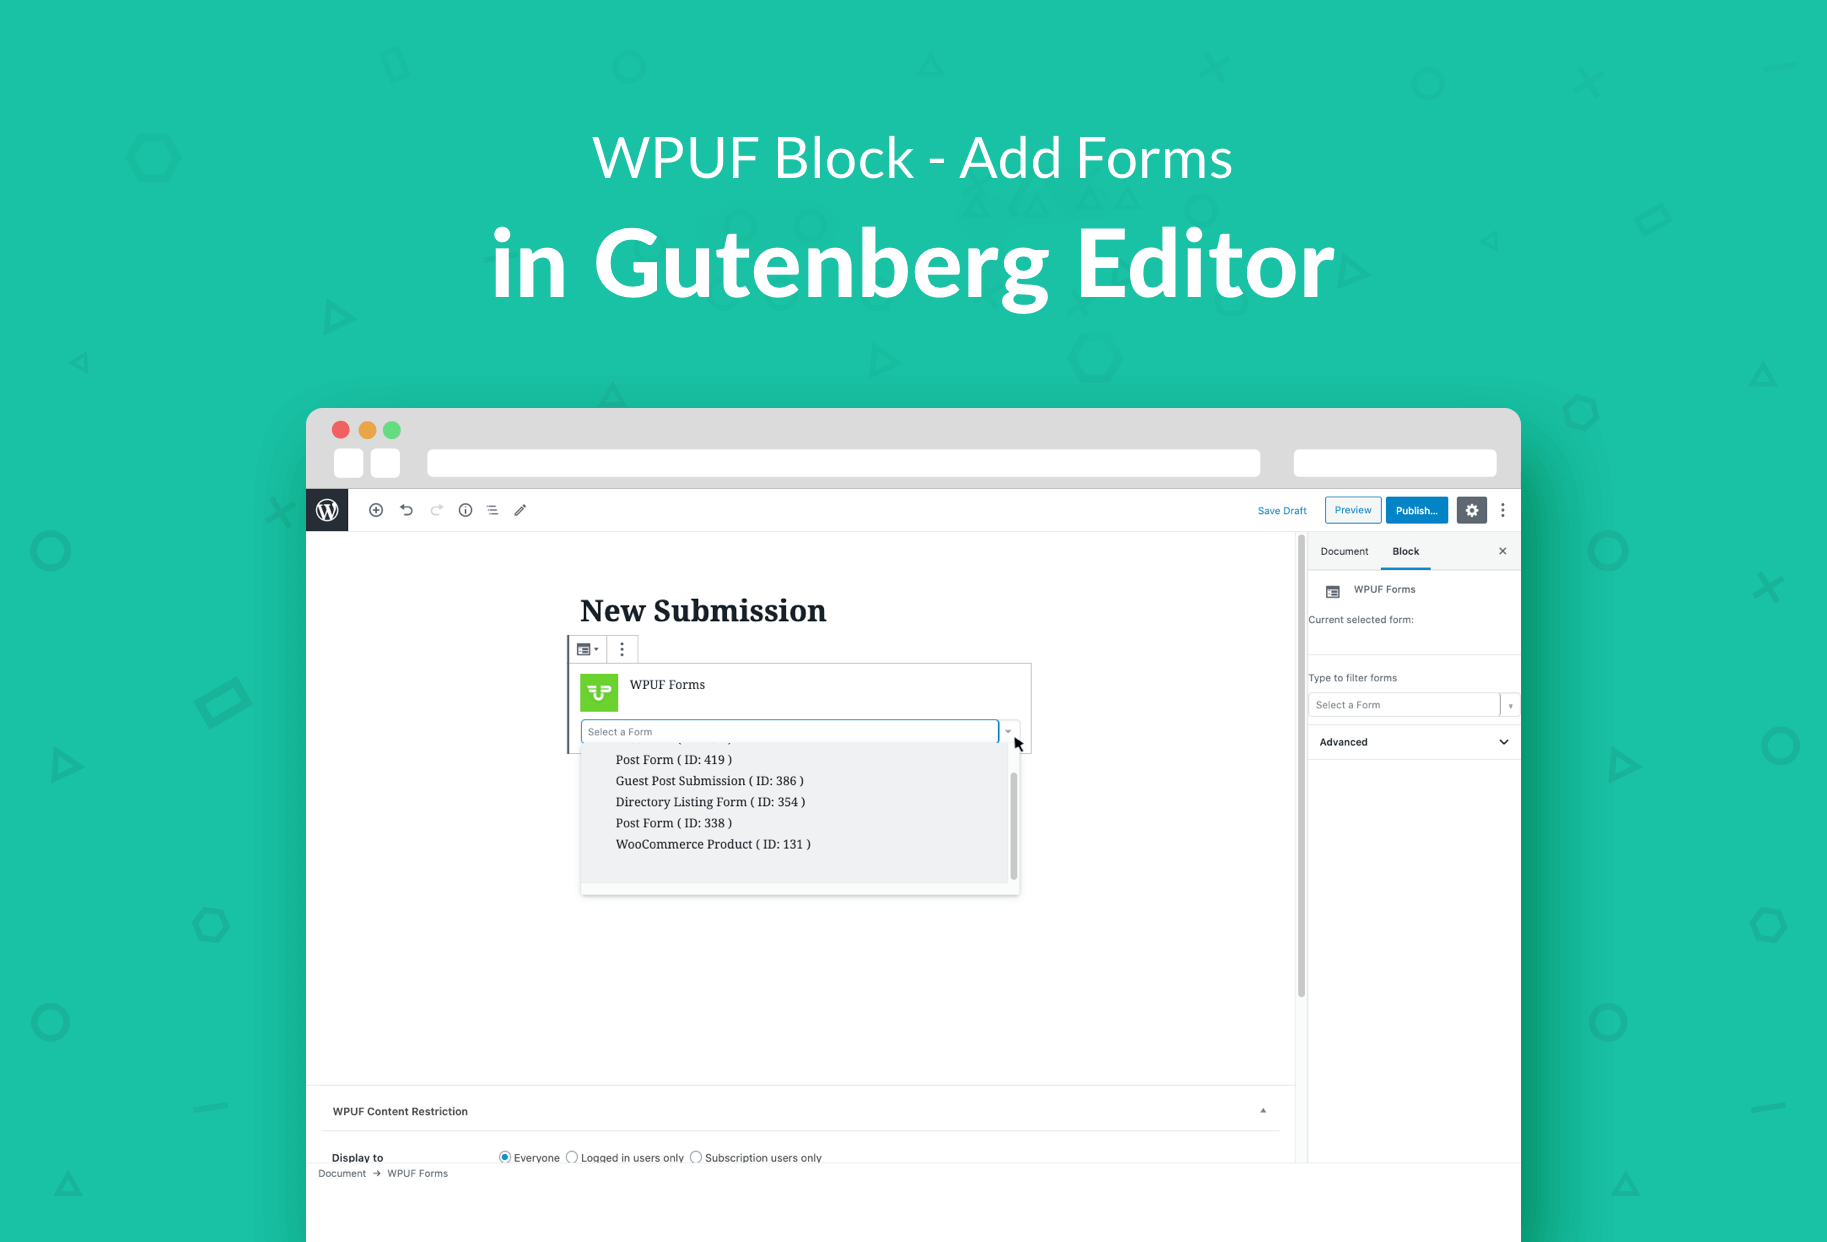 WPUF Block - Add Forms
in Gutenberg Editor
Save Draft
Preview
Publish...
Document
Block
WPUF Forms
Current selected form:
Type to filter forms
Select a Form
Advanced
New Submission
WPUF Forms
Select a Form
Post Form ( ID: 419 )
Guest Post Submission ( ID: 386 )
Directory Listing Form ( ID: 354 )
Post Form ( ID: 338 )
WooCommerce Product ( ID: 131 )
WPUF Content Restriction
Display to
Everyone
Logged in users only
Subscription users only
Document → WPUF Forms